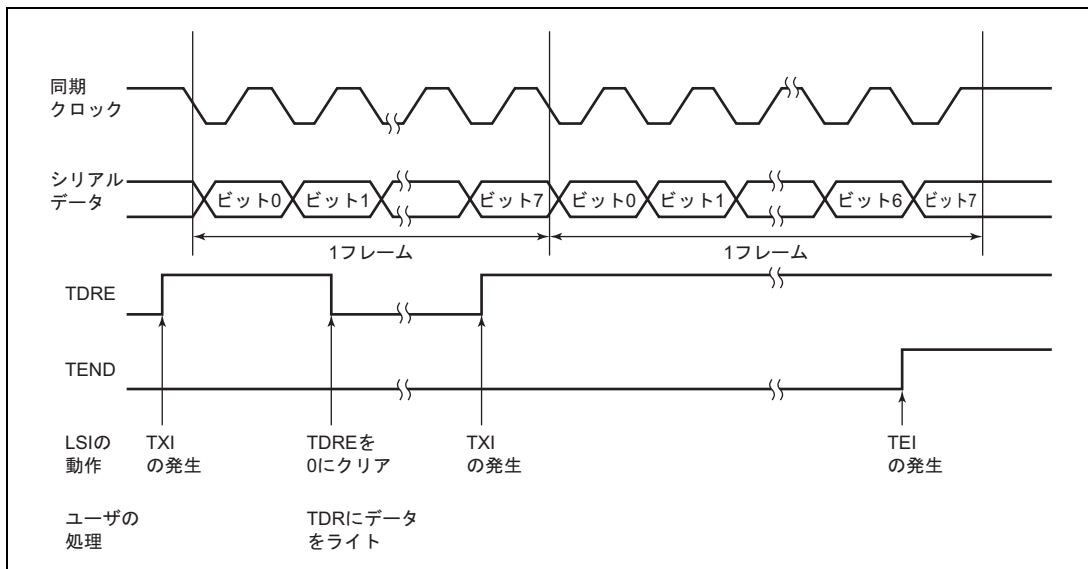 同期
クロック
シリアル
データ
ビット0 ビット1 ビット7 ビット0 ビット1 ビット6 ビット7
1フレーム 1フレーム
TDRE
TEND
LSIの
動作
TXI
の発生
TDREを
0にクリア
TXI
の発生
TEI
の発生
ユーザの
処理
TDRにデータ
をライト